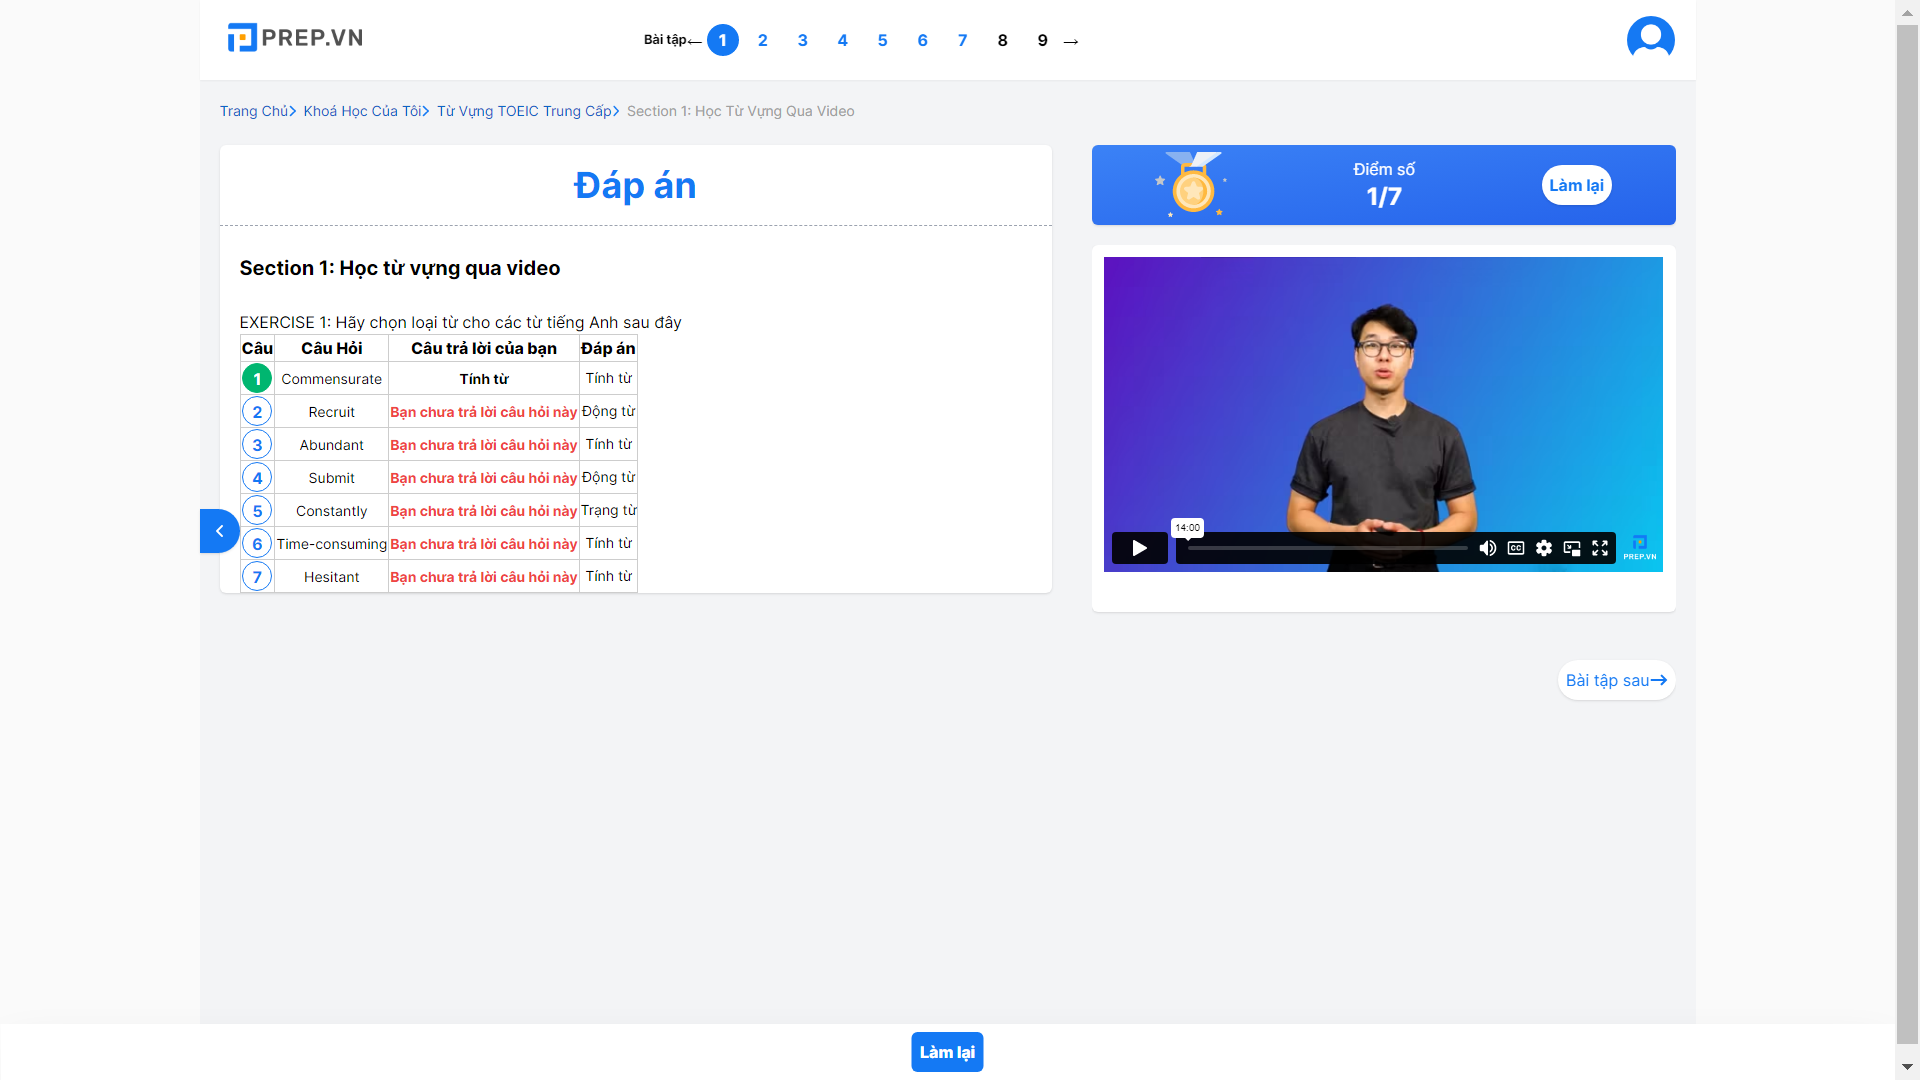 PREP.VN
Bài tập← 1 2 3 4 5 6 7 8 9 →
Trang Chủ> Khoá Học Của Tôi> Từ Vựng TOEIC Trung Cấp> Section 1: Học Từ Vựng Qua Video
Đáp án
Section 1: Học từ vựng qua video
EXERCISE 1: Hãy chọn loại từ cho các từ tiếng Anh sau đây
Câu Câu Hỏi Câu trả lời của bạn Đáp án
1 Commensurate Tính từ Tính từ
2 Recruit Bạn chưa trả lời câu hỏi này Động từ
3 Abundant Bạn chưa trả lời câu hỏi này Tính từ
4 Submit Bạn chưa trả lời câu hỏi này Động từ
5 Constantly Bạn chưa trả lời câu hỏi này Trạng từ
6 Time-consuming Bạn chưa trả lời câu hỏi này Tính từ
7 Hesitant Bạn chưa trả lời câu hỏi này Tính từ
Điểm số
1/7
Làm lại
14:00
CC
PREP.VN
Bài tập sau→
Làm lại